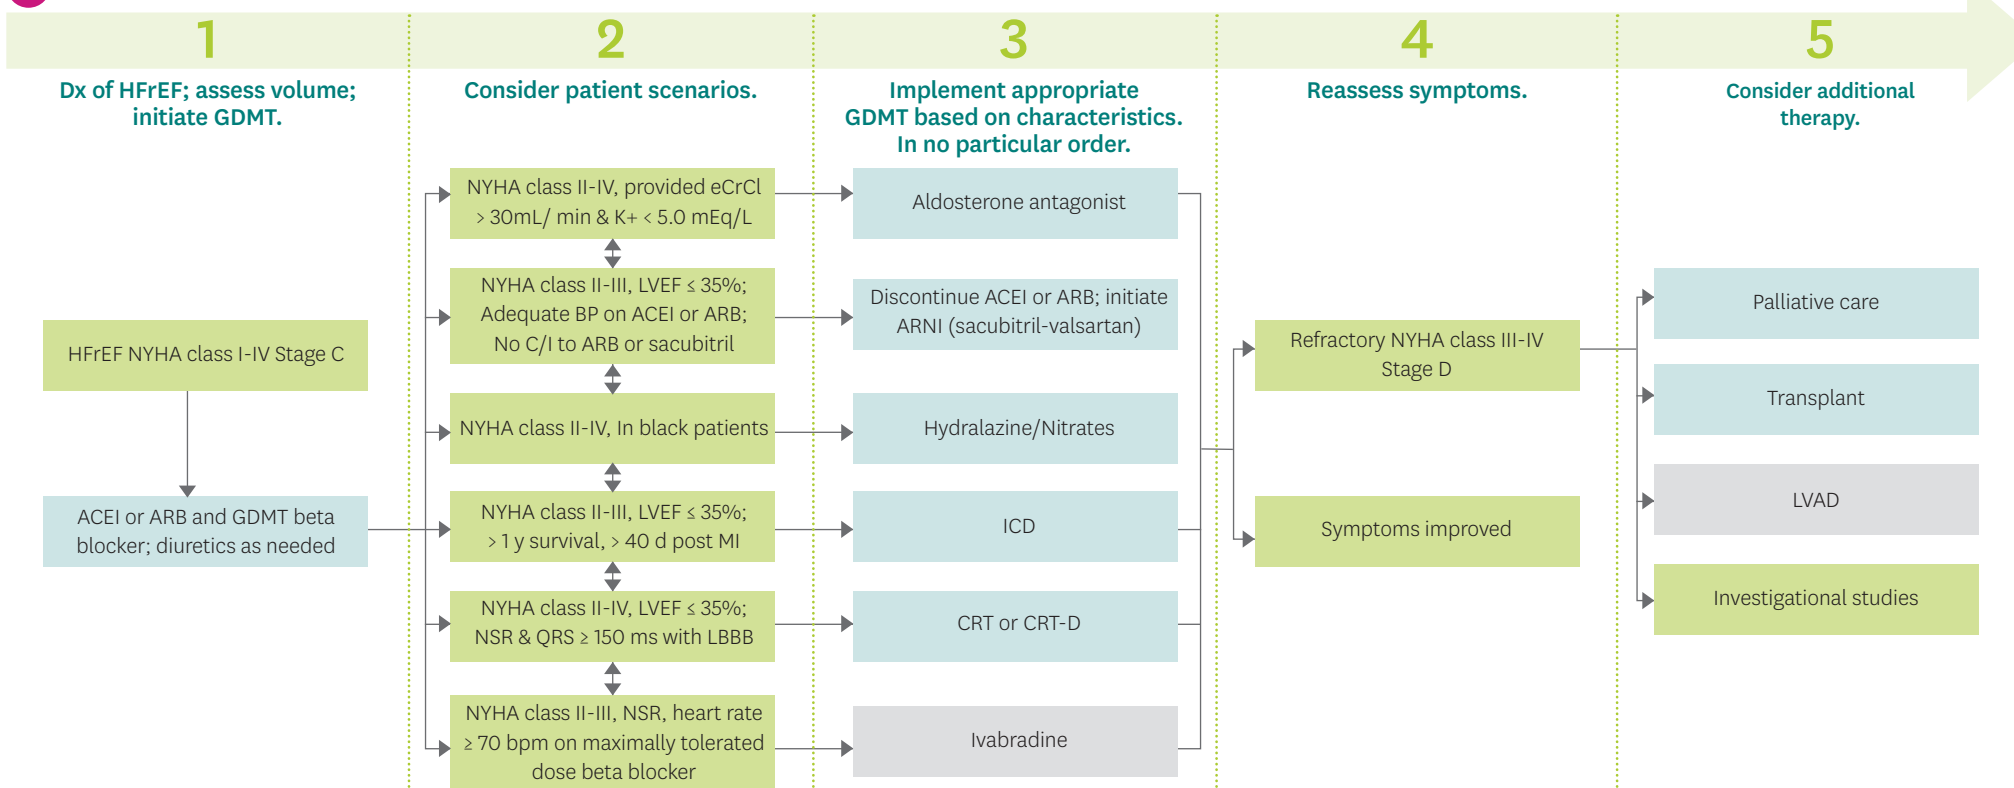 1
Dx of HFrEF; assess volume;
initiate GDMT.
HFrEF NYHA class I-IV Stage C
ACEI or ARB and GDMT beta
blocker; diuretics as needed
2
Consider patient scenarios.
NYHA class II-IV, provided eCrCl
> 30mL/ min & K+ < 5.0 mEq/L
NYHA class II-III, LVEF ≤ 35%;
Adequate BP on ACEI or ARB;
No C/I to ARB or sacubitril
NYHA class II-IV, In black patients
NYHA class II-III, LVEF ≤ 35%;
> 1 y survival, > 40 d post MI
NYHA class II-IV, LVEF ≤ 35%;
NSR & QRS ≥ 150 ms with LBBB
NYHA class II-III, NSR, heart rate
≥ 70 bpm on maximally tolerated
dose beta blocker
3
Implement appropriate
GDMT based on characteristics.
In no particular order.
Aldosterone antagonist
Discontinue ACEI or ARB; initiate
ARNI (sacubitril-valsartan)
Hydralazine/Nitrates
ICD
CRT or CRT-D
Ivabradine
4
Reassess symptoms.
Refractory NYHA class III-IV
Stage D
Symptoms improved
5
Consider additional
therapy.
Palliative care
Transplant
LVAD
Investigational studies